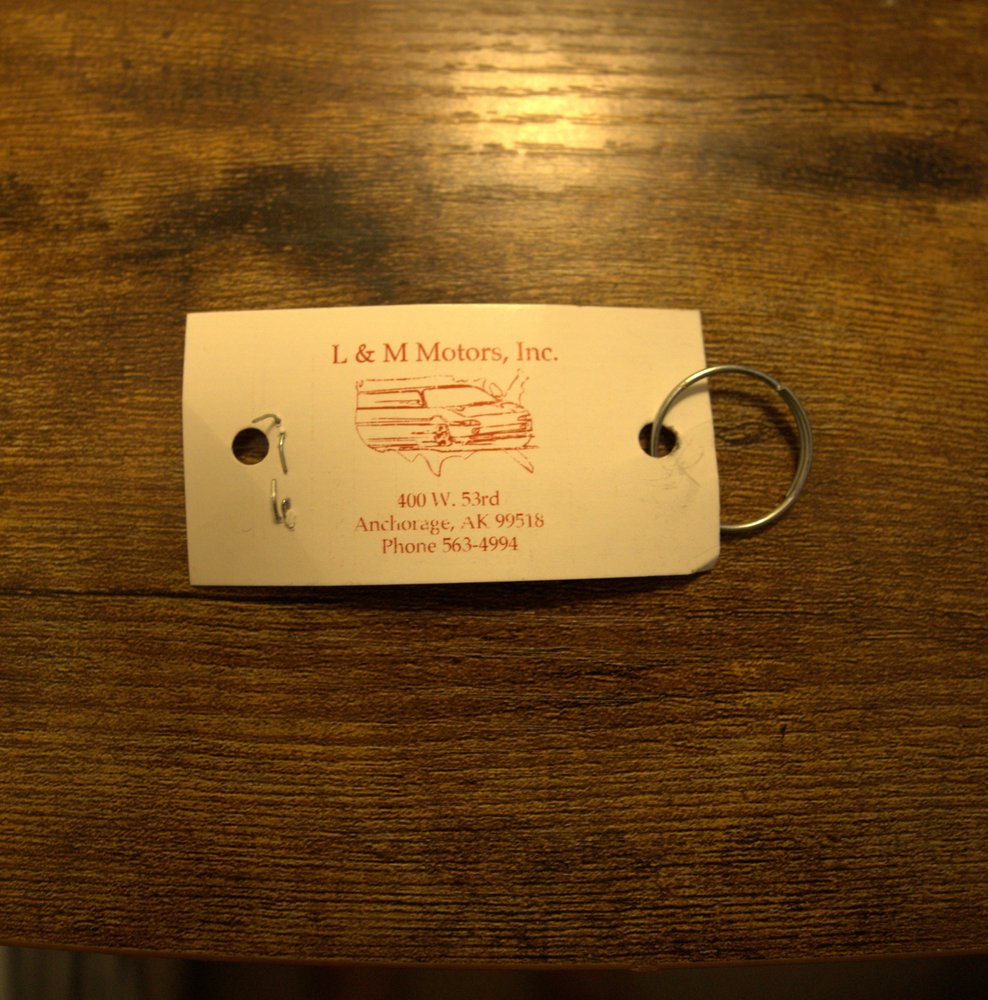 L & M Motors, Inc.
400 W. 53rd
Anchorage, AK 99518
Phone 563-4994